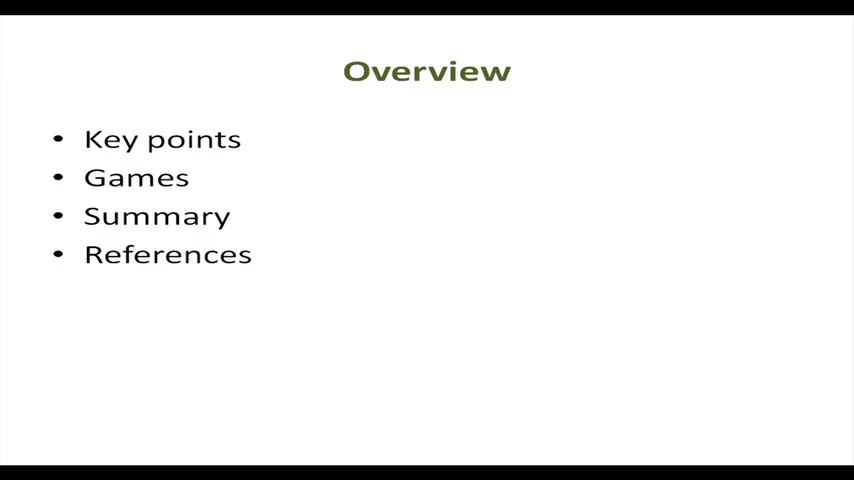 Overview
• Key points
• Games
• Summary
• References